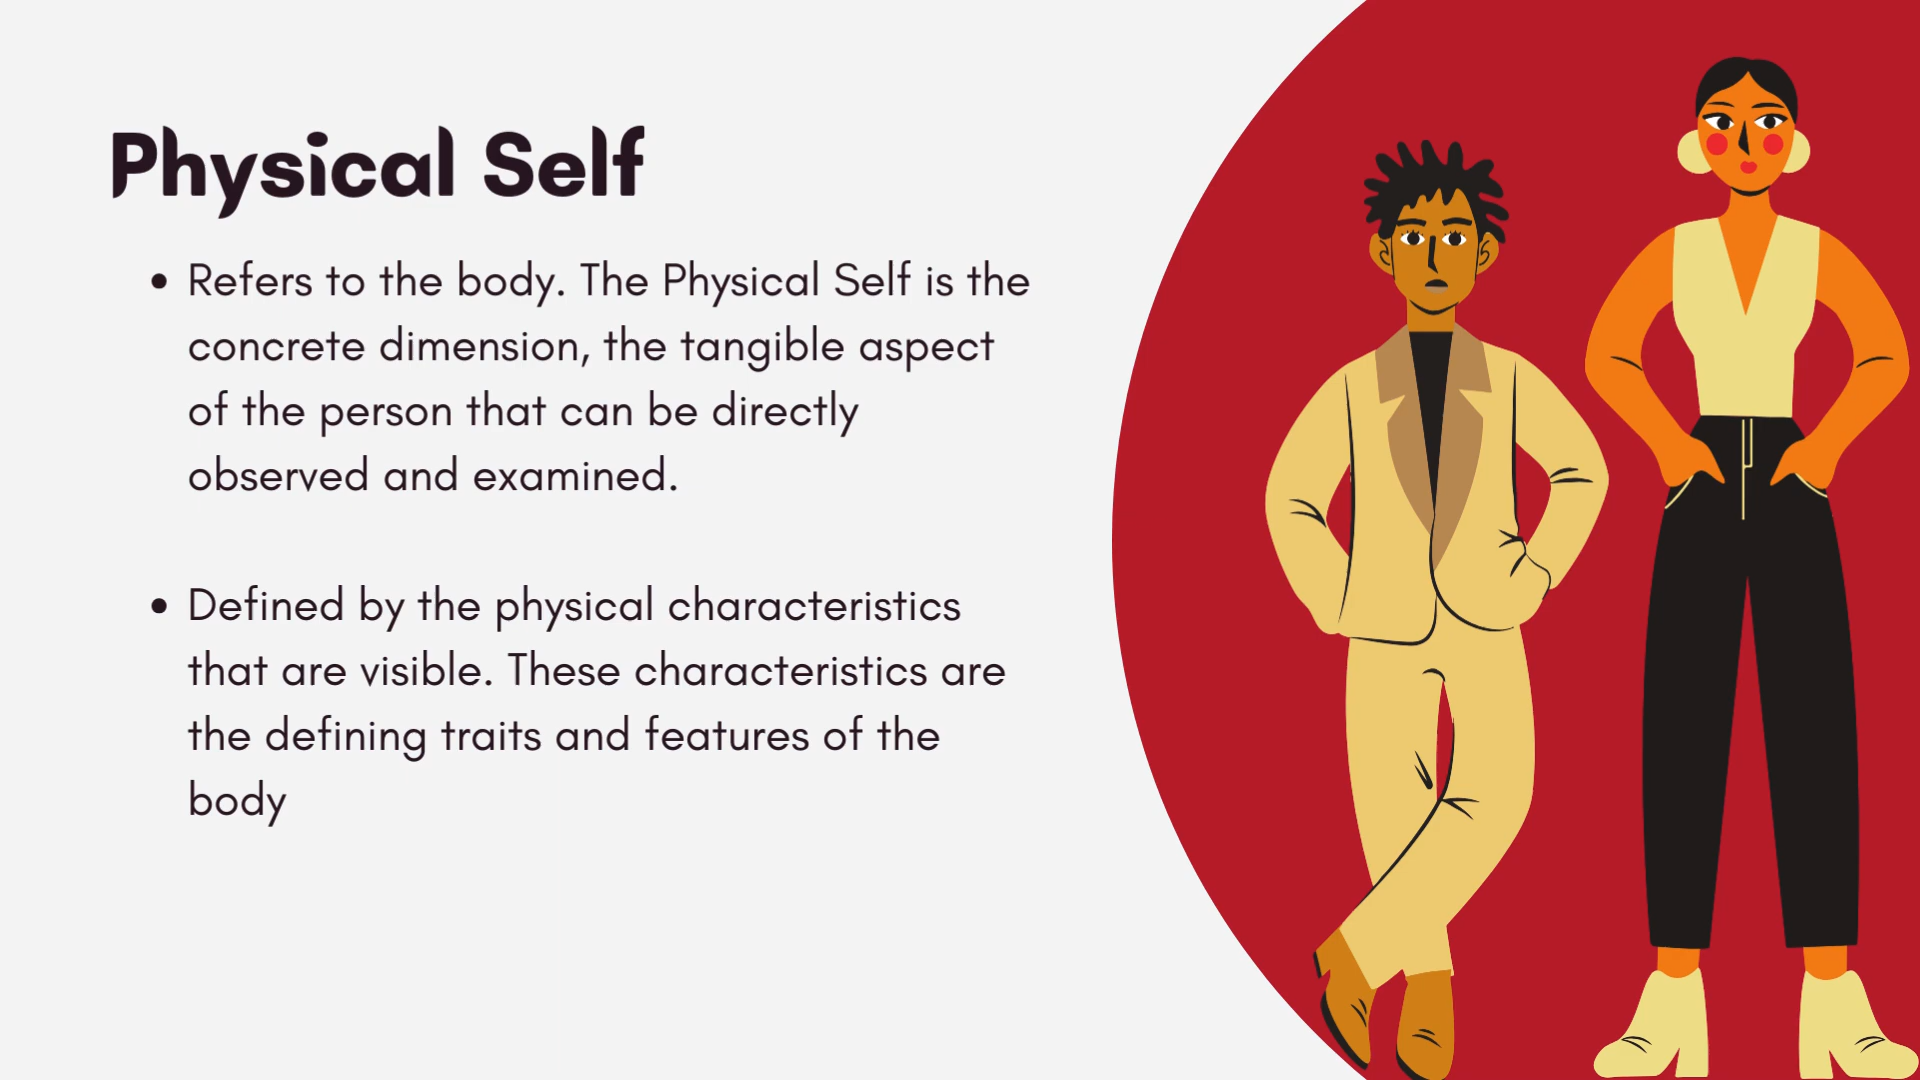 Physical Self
• Refers to the body. The Physical Self is the
concrete dimension, the tangible aspect
of the person that can be directly
observed and examined.
• Defined by the physical characteristics
that are visible. These characteristics are
the defining traits and features of the
body